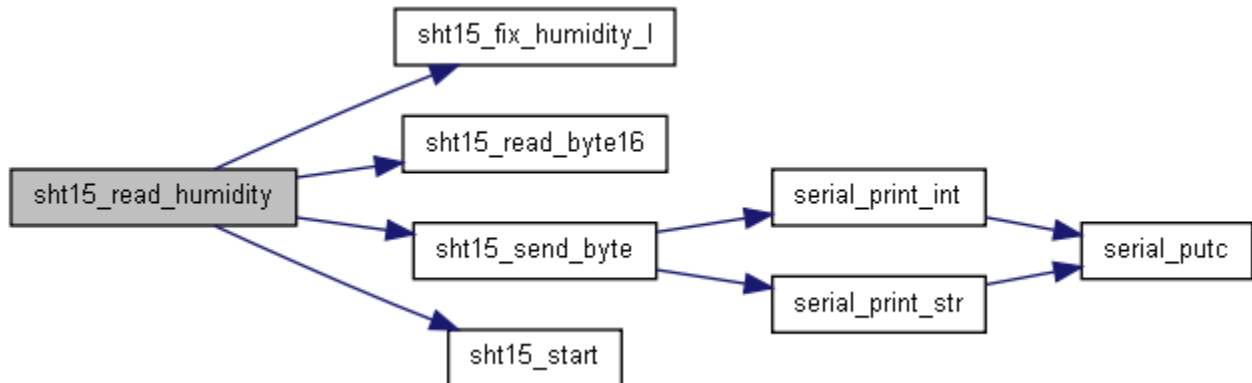 sht15_fix_humidity_l
sht15_read_byte16
sht15_read_humidity
serial_print_int
sht15_send_byte
serial_putc
serial_print_str
sht15_start